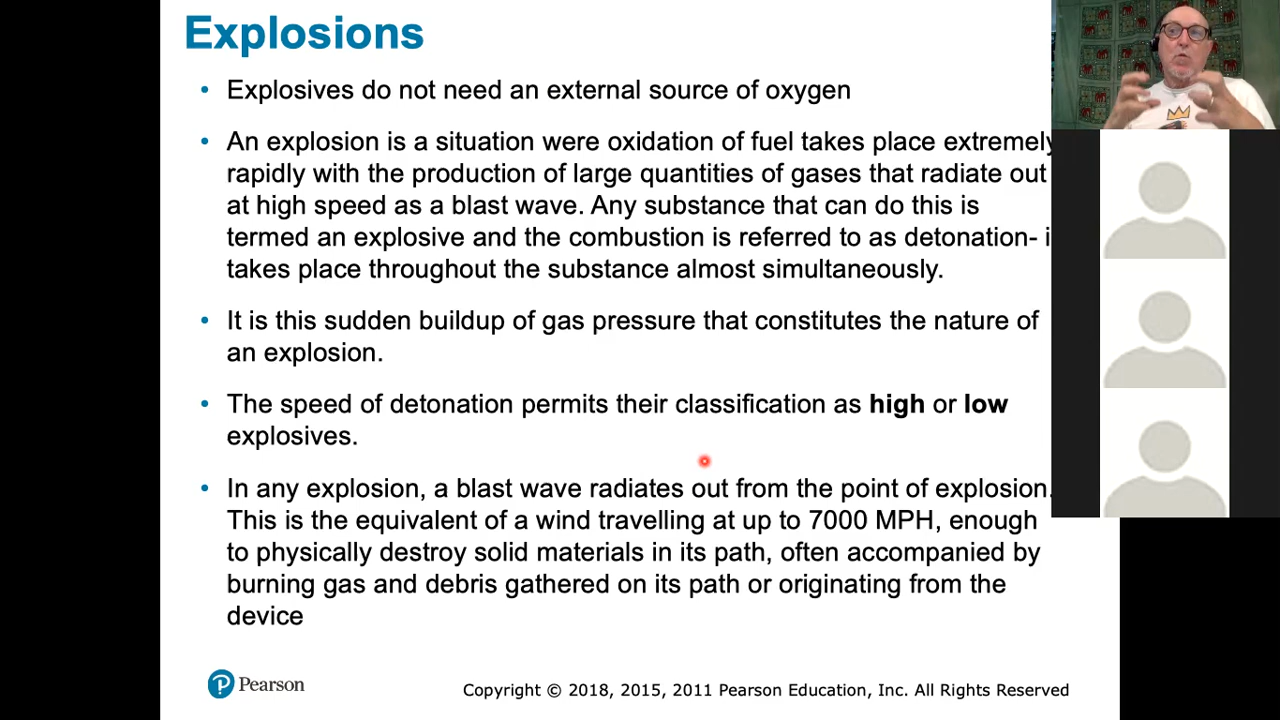 Explosions
• Explosives do not need an external source of oxygen
• An explosion is a situation were oxidation of fuel takes place extremely
rapidly with the production of large quantities of gases that radiate out
at high speed as a blast wave. Any substance that can do this is
termed an explosive and the combustion is referred to as detonation- i
takes place throughout the substance almost simultaneously.
• It is this sudden buildup of gas pressure that constitutes the nature of
an explosion.
• The speed of detonation permits their classification as high or low
explosives.
• In any explosion, a blast wave radiates out from the point of explosion.
This is the equivalent of a wind travelling at up to 7000 MPH, enough
to physically destroy solid materials in its path, often accompanied by
burning gas and debris gathered on its path or originating from the
device
Pearson
Copyright © 2018, 2015, 2011 Pearson Education, Inc. All Rights Reserved